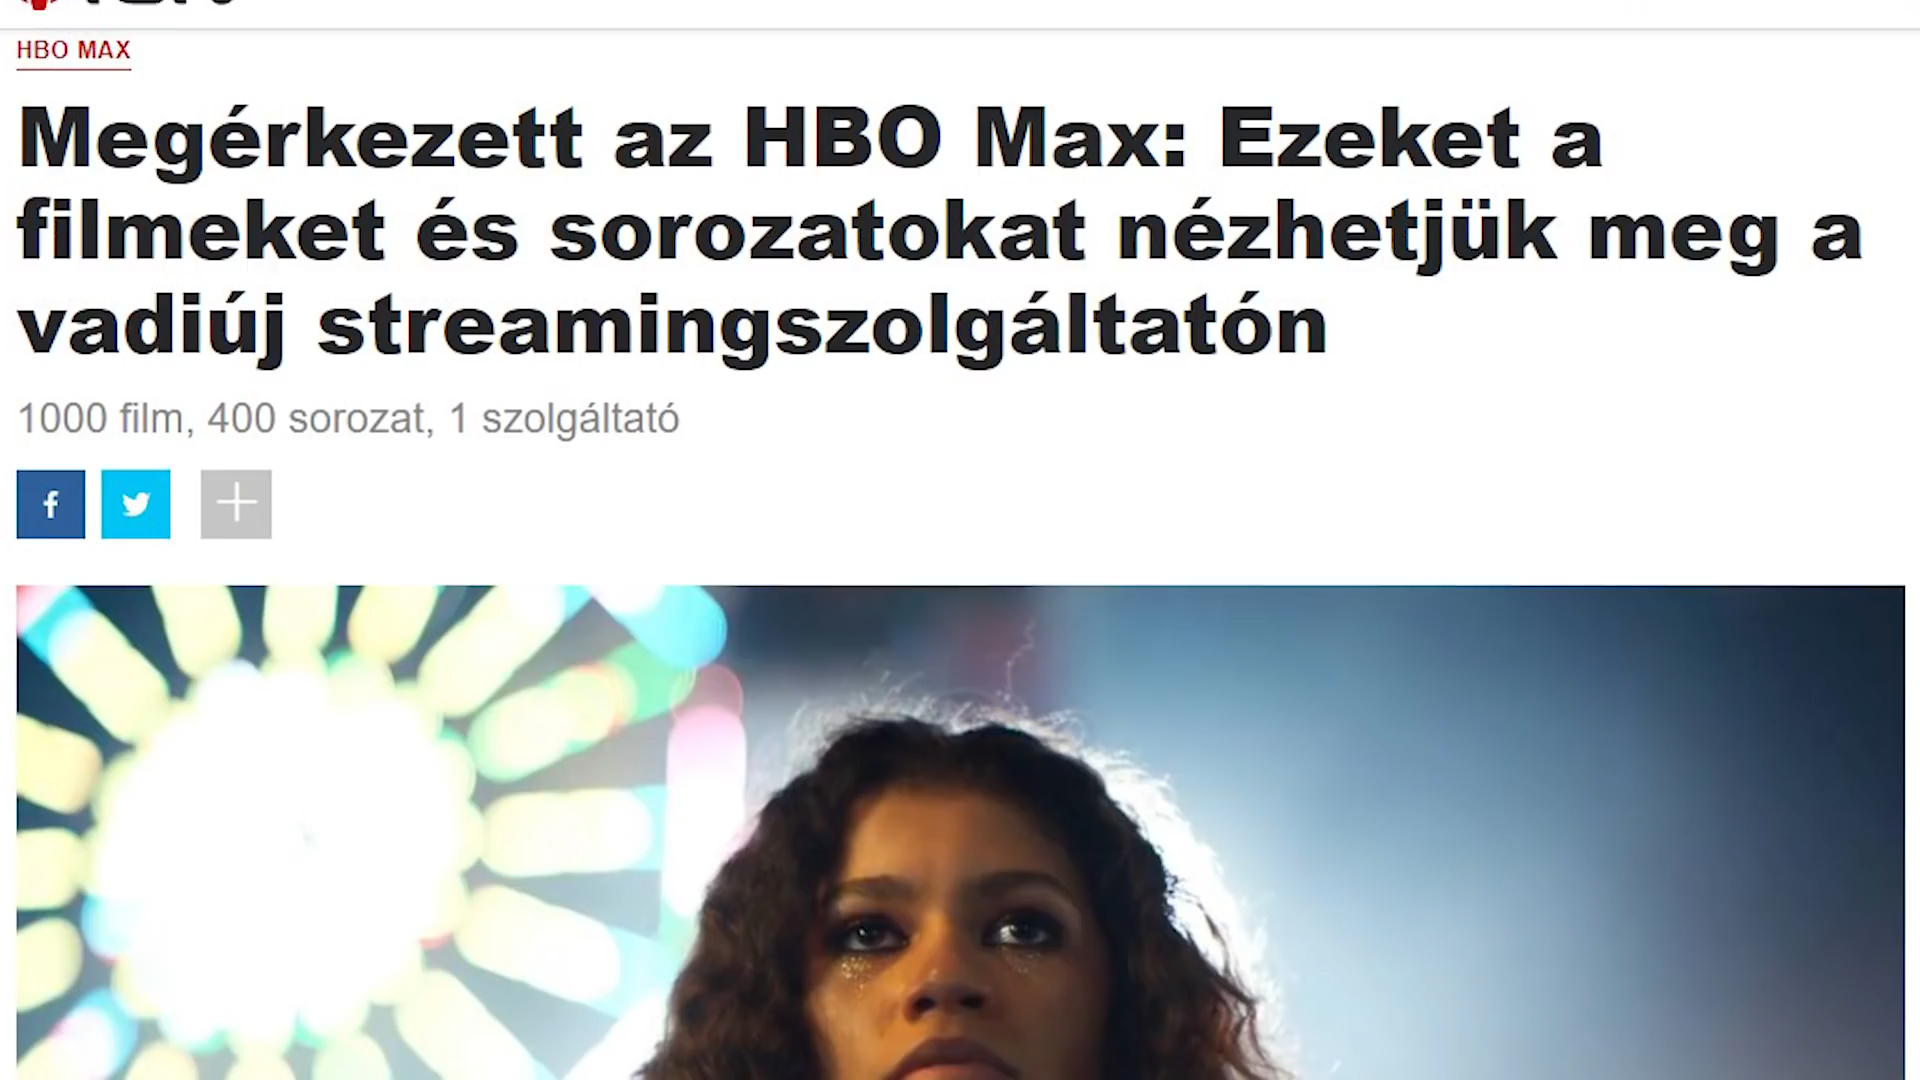 HBO MAX
Megérkezett az HBO Max: Ezeket a
filmeket és sorozatokat nézhetjük meg a
vadiúj streamingszolgáltatón
1000 film, 400 sorozat, 1 szolgáltató